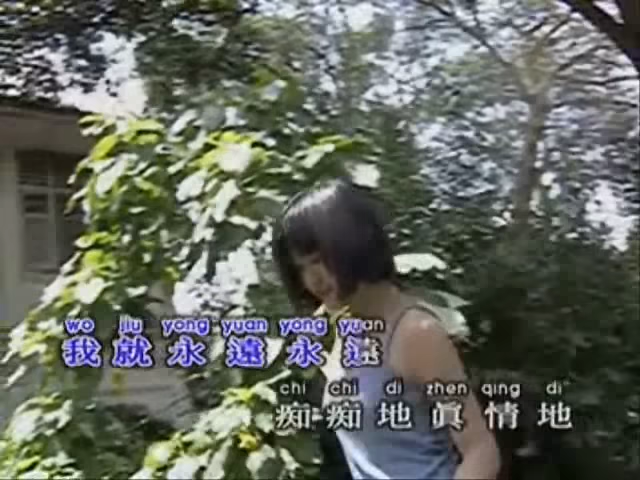 wo jiu yong yuan yong yuan
我就永遠永遠
chi chi di zhen qing di
痴痴地眞情地